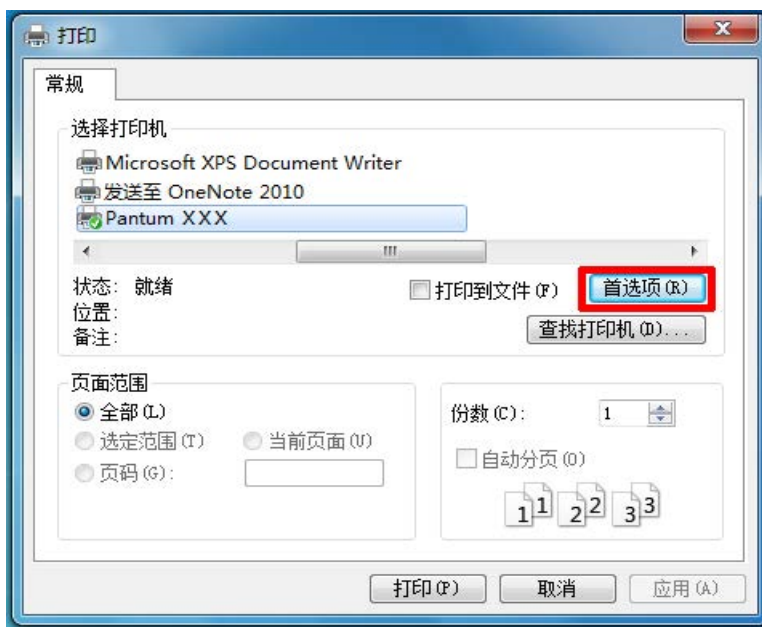 打印
常规
选择打印机
Microsoft XPS Document Writer
发送至 OneNote 2010
Pantum XXX
状态: 就绪
打印到文件(F) 首选项(R)
位置:
备注:
查找打印机(D)...
页面范围
全部(L)
选定范围(T) 当前页面(U)
页码(G):
份数(C): 1
自动分页(O)
1 1 2 2 3 3
打印(P) 取消 应用(A)